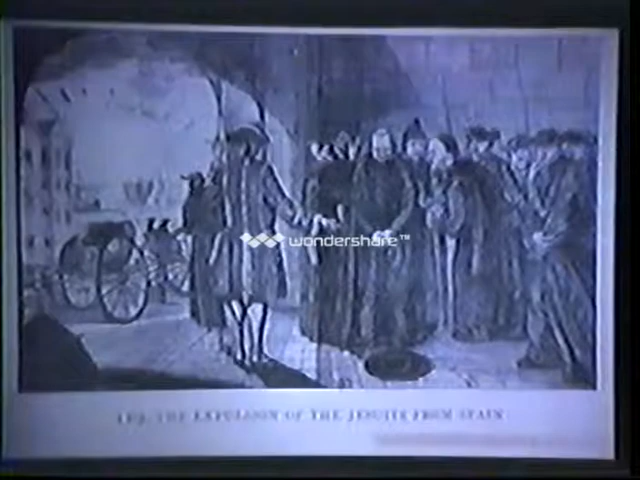 wondershare™
THE EXPULSION OF THE JESUITS FROM SPAIN